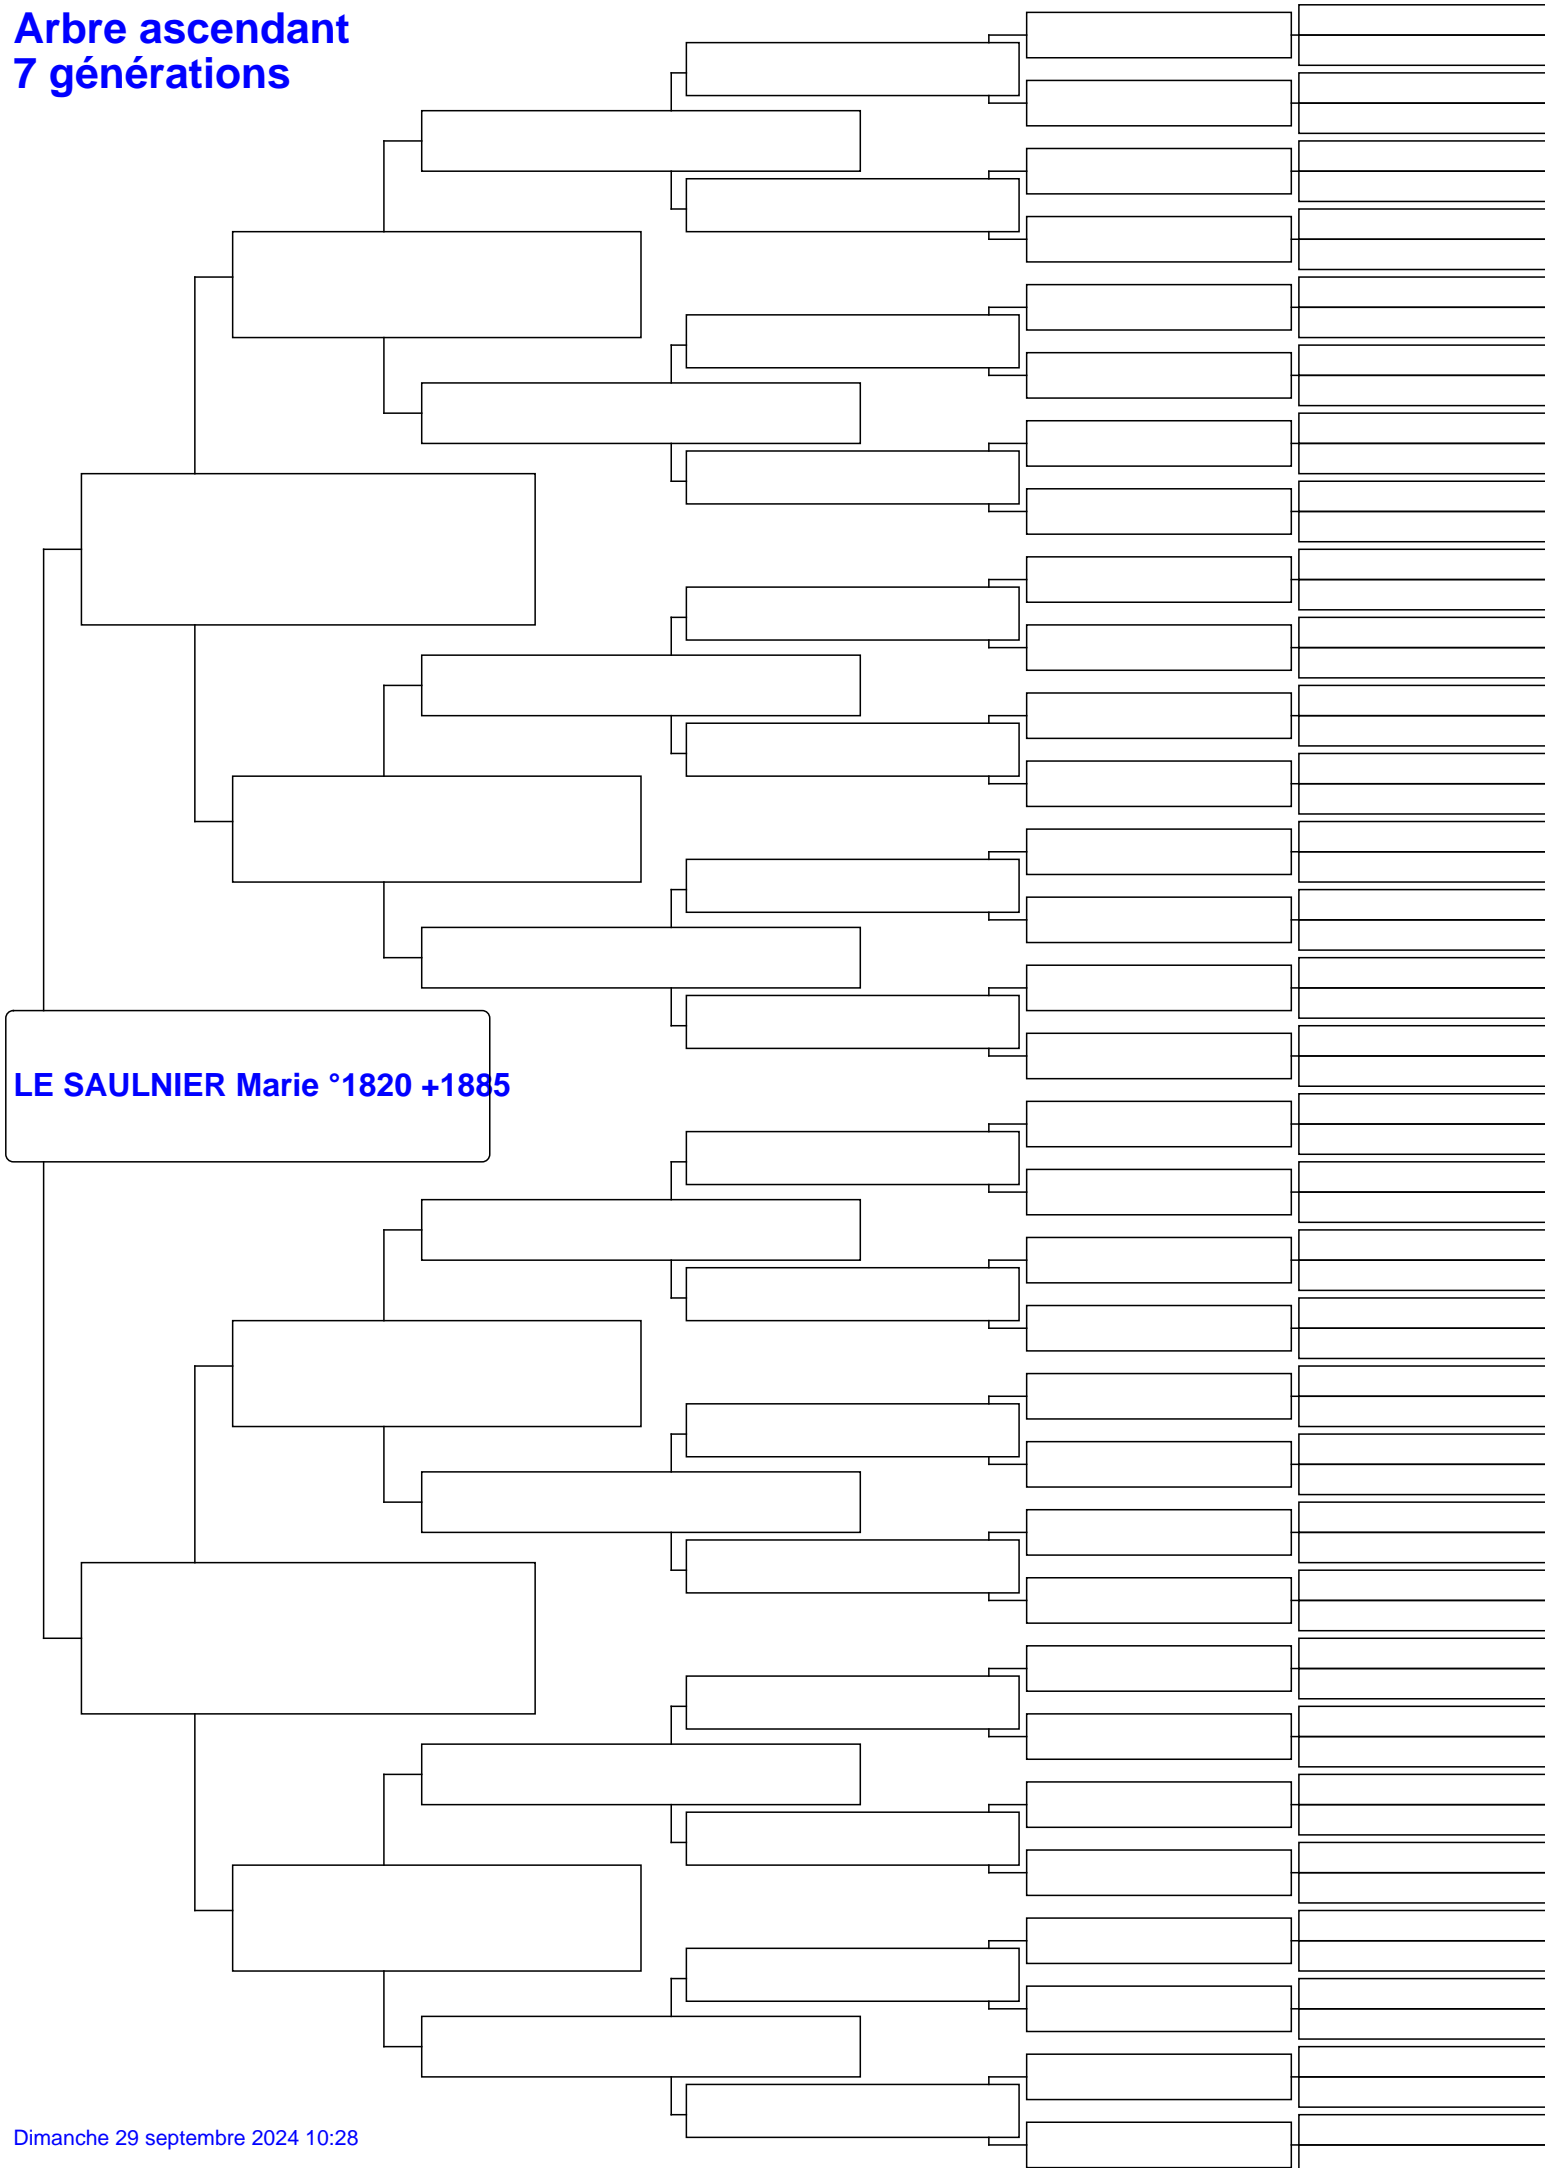 Arbre ascendant
7 générations
LE SAULNIER Marie °1820 +1885
Dimanche 29 septembre 2024 10:28